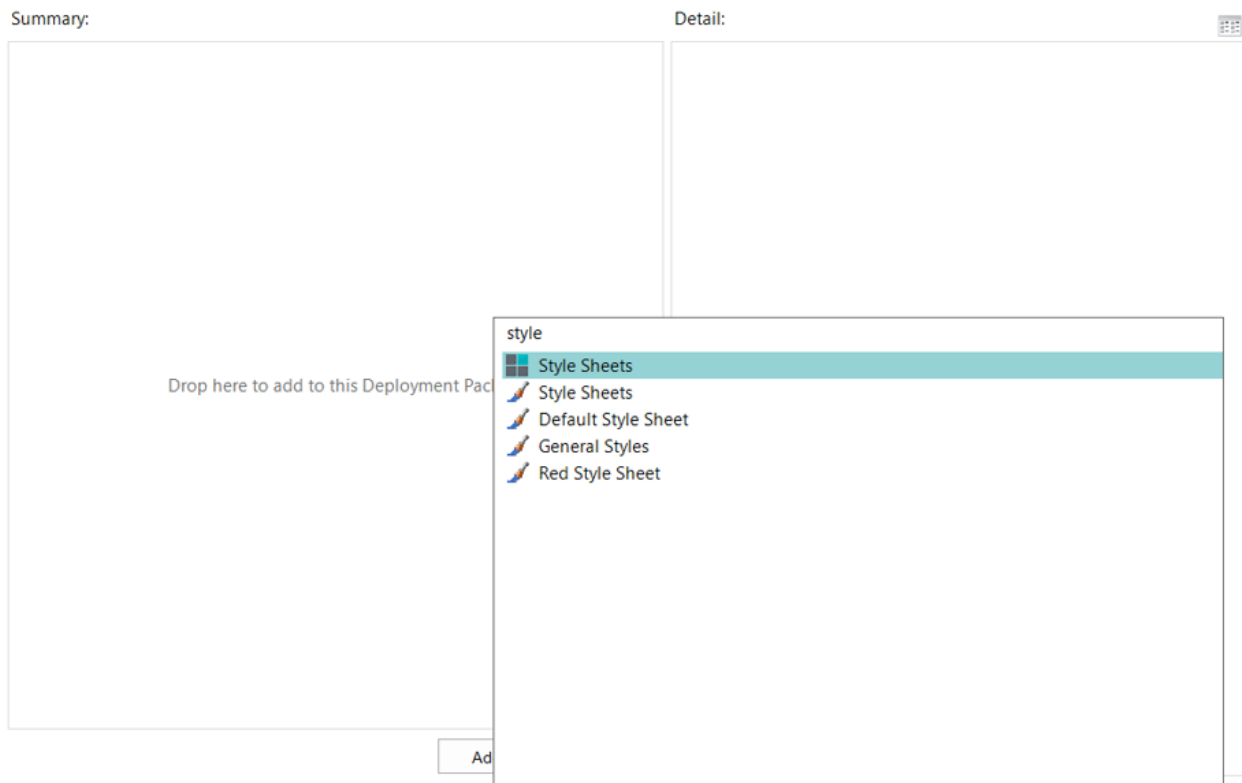 Summary:
Detail:
style
Style Sheets
Drop here to add to this Deployment
Style Sheets
Default Style Sheet
General Styles
Red Style Sheet